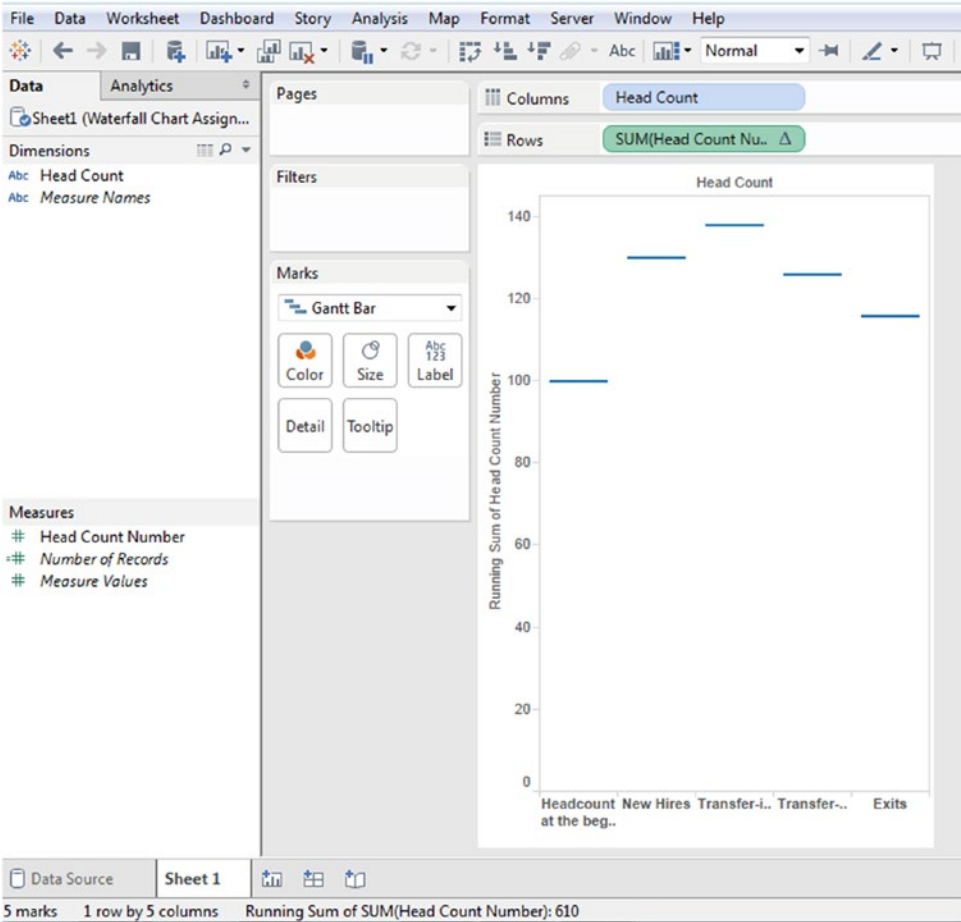 File Data Worksheet Dashboard Story Analysis Map Format Server Window Help
Abc Normal
Data Analytics
Sheet1 (Waterfall Chart Assign...
Dimensions
Abc Head Count
Abc Measure Names
Measures
# Head Count Number
=# Number of Records
# Measure Values
Pages
Filters
Marks
Gantt Bar
Color Size Abc 123 Label
Detail Tooltip
Columns Head Count
Rows SUM(Head Count Nu.. Δ
Head Count
Running Sum of Head Count Number
140
120
100
80
60
40
20
0
Headcount at the beg.. New Hires Transfer-i.. Transfer-.. Exits
Data Source Sheet 1
5 marks 1 row by 5 columns Running Sum of SUM(Head Count Number): 610